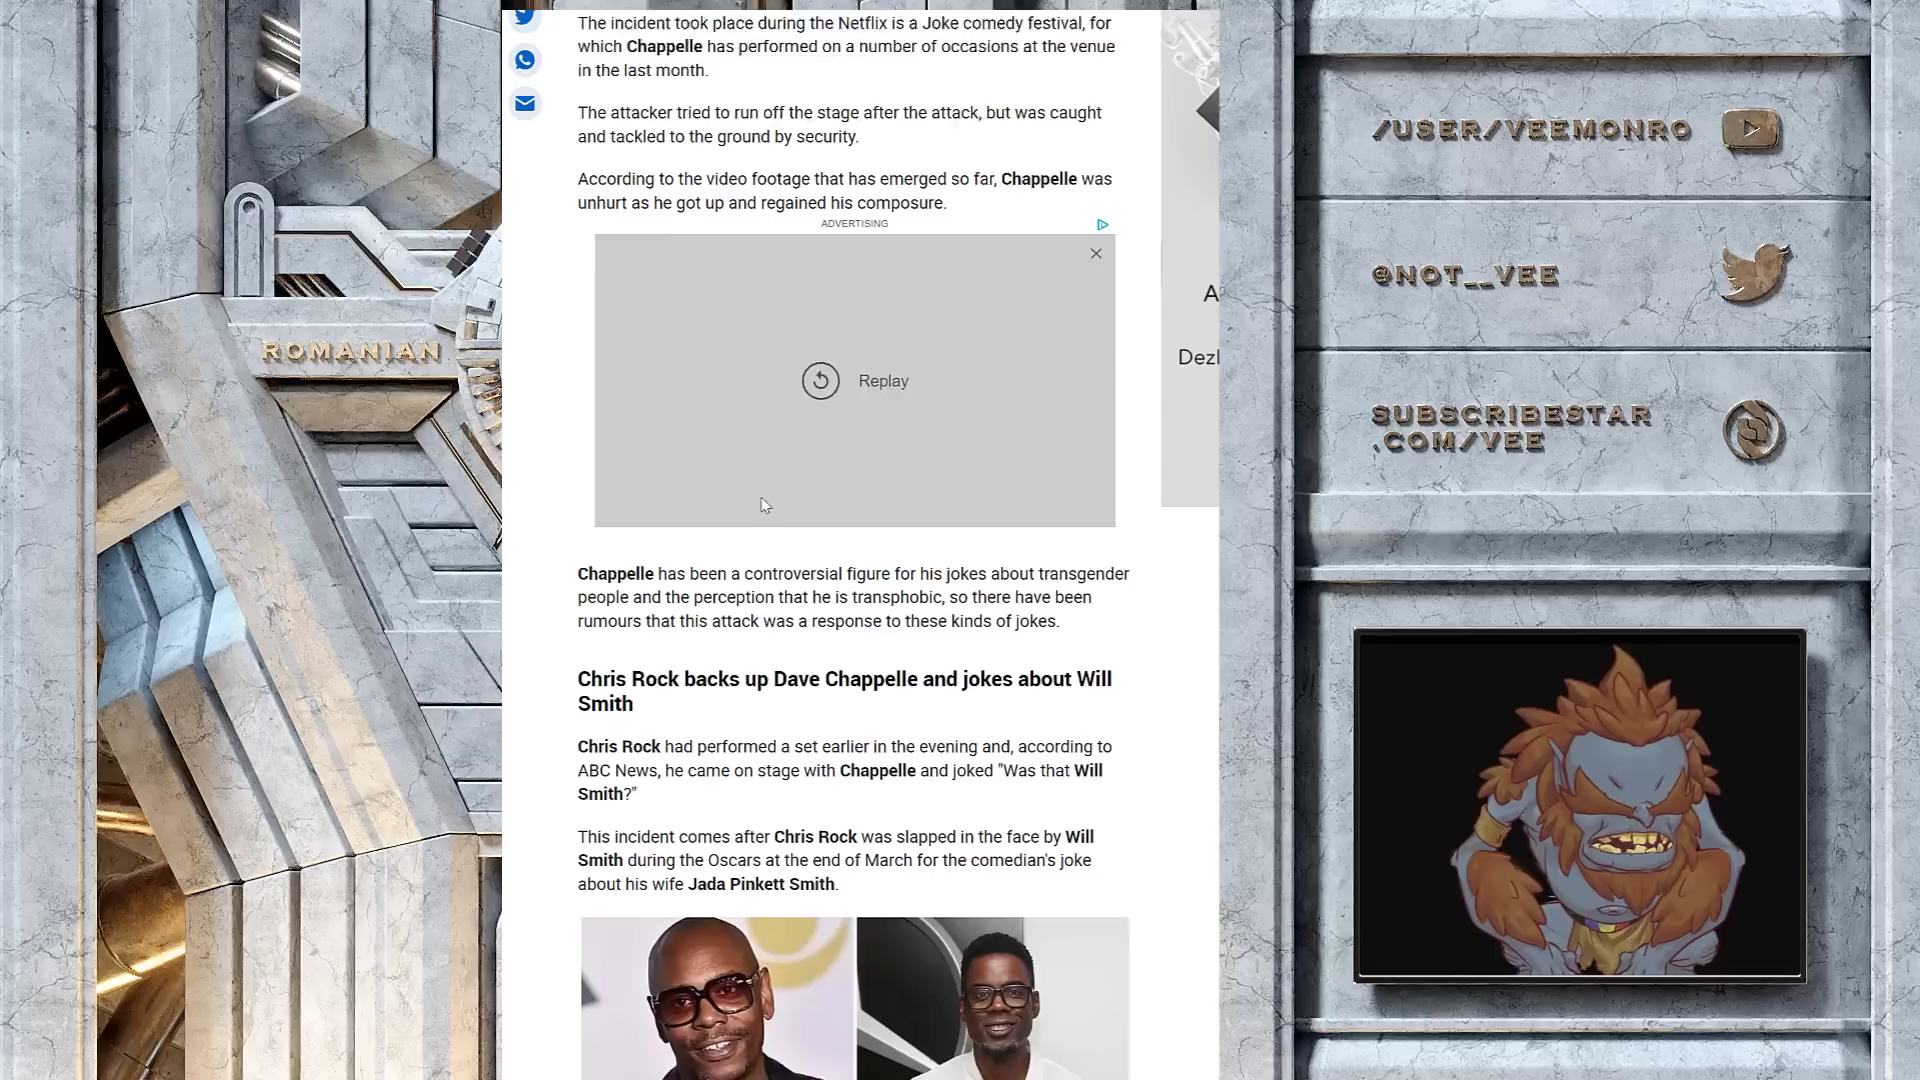 The incident took place during the Netflix is a Joke comedy festival, for
which Chappelle has performed on a number of occasions at the venue
in the last month.
The attacker tried to run off the stage after the attack, but was caught
and tackled to the ground by security.
According to the video footage that has emerged so far, Chappelle was
unhurt as he got up and regained his composure.
ADVERTISING
Replay
Chappelle has been a controversial figure for his jokes about transgender
people and the perception that he is transphobic, so there have been
rumours that this attack was a response to these kinds of jokes.
Chris Rock backs up Dave Chappelle and jokes about Will
Smith
Chris Rock had performed a set earlier in the evening and, according to
ABC News, he came on stage with Chappelle and joked "Was that Will
Smith?"
This incident comes after Chris Rock was slapped in the face by Will
Smith during the Oscars at the end of March for the comedian's joke
about his wife Jada Pinkett Smith.
A
Dezl
ROMANIAN
/USER/VEEMONRO
@NOT__VEE
SUBSCRIBESTAR
.COM/VEE